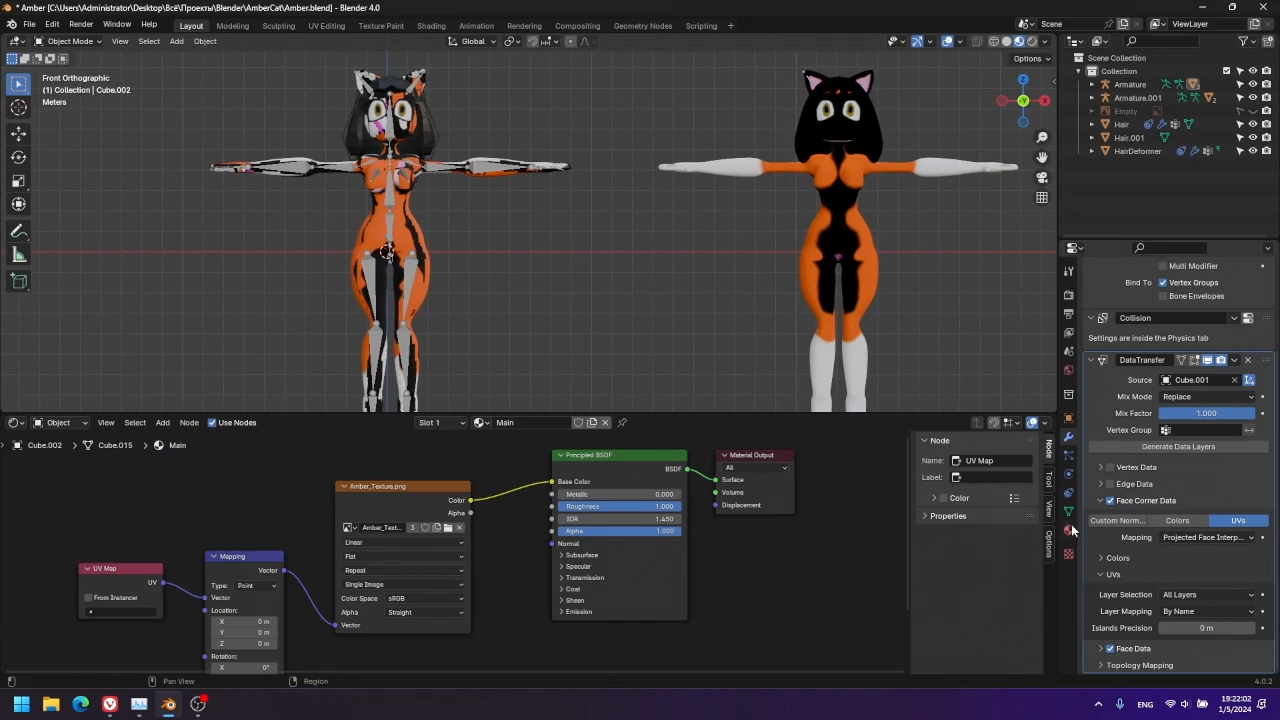 * Amber [C:\Users\Administrator\Desktop\Всё\Проекты\Blender\AmberCat\Amber.blend] - Blender 4.0
File Edit Render Window Help Layout Modeling Sculpting UV Editing Texture Paint Shading Animation Rendering Compositing Geometry Nodes Scripting + Scene ViewLayer
Object Mode View Select Add Object Global
Options
Front Orthographic
(1) Collection | Cube.002
Meters
Scene Collection
Collection
Armature
Armature.001
Empty
Hair
Hair.001
HairDeformer
Multi Modifier
Bind To Vertex Groups
Bone Envelopes
Collision
Settings are inside the Physics tab
DataTransfer
Source Cube.001
Mix Mode Replace
Mix Factor 1.000
Vertex Group
Generate Data Layers
Vertex Data
Edge Data
Face Corner Data
Custom Norm... Colors UVs
Mapping Projected Face Interp...
Colors
UVs
Layer Selection All Layers
Layer Mapping By Name
Islands Precision 0 m
Face Data
Topology Mapping
Object View Select Add Node Use Nodes Slot 1 Main
Cube.002 > Cube.015 > Main
UV Map
UV
From Instancer
Mapping
Vector
Type: Point
Vector
Location:
X 0 m
Y 0 m
Z 0 m
Rotation:
X 0°
Amber_Texture.png
Color
Alpha
Amber_Text... 3
Linear
Flat
Repeat
Single Image
Color Space sRGB
Alpha Straight
Vector
Principled BSDF
BSDF
Base Color
Metallic 0.000
Roughness 1.000
IOR 1.450
Alpha 1.000
Normal
Subsurface
Specular
Transmission
Coat
Sheen
Emission
Material Output
All
Surface
Volume
Displacement
Node
Name: UV Map
Label:
Color
Properties
Node
Tool
View
Options
Pan View Region 4.0.2
ENG 19:22:02
1/5/2024